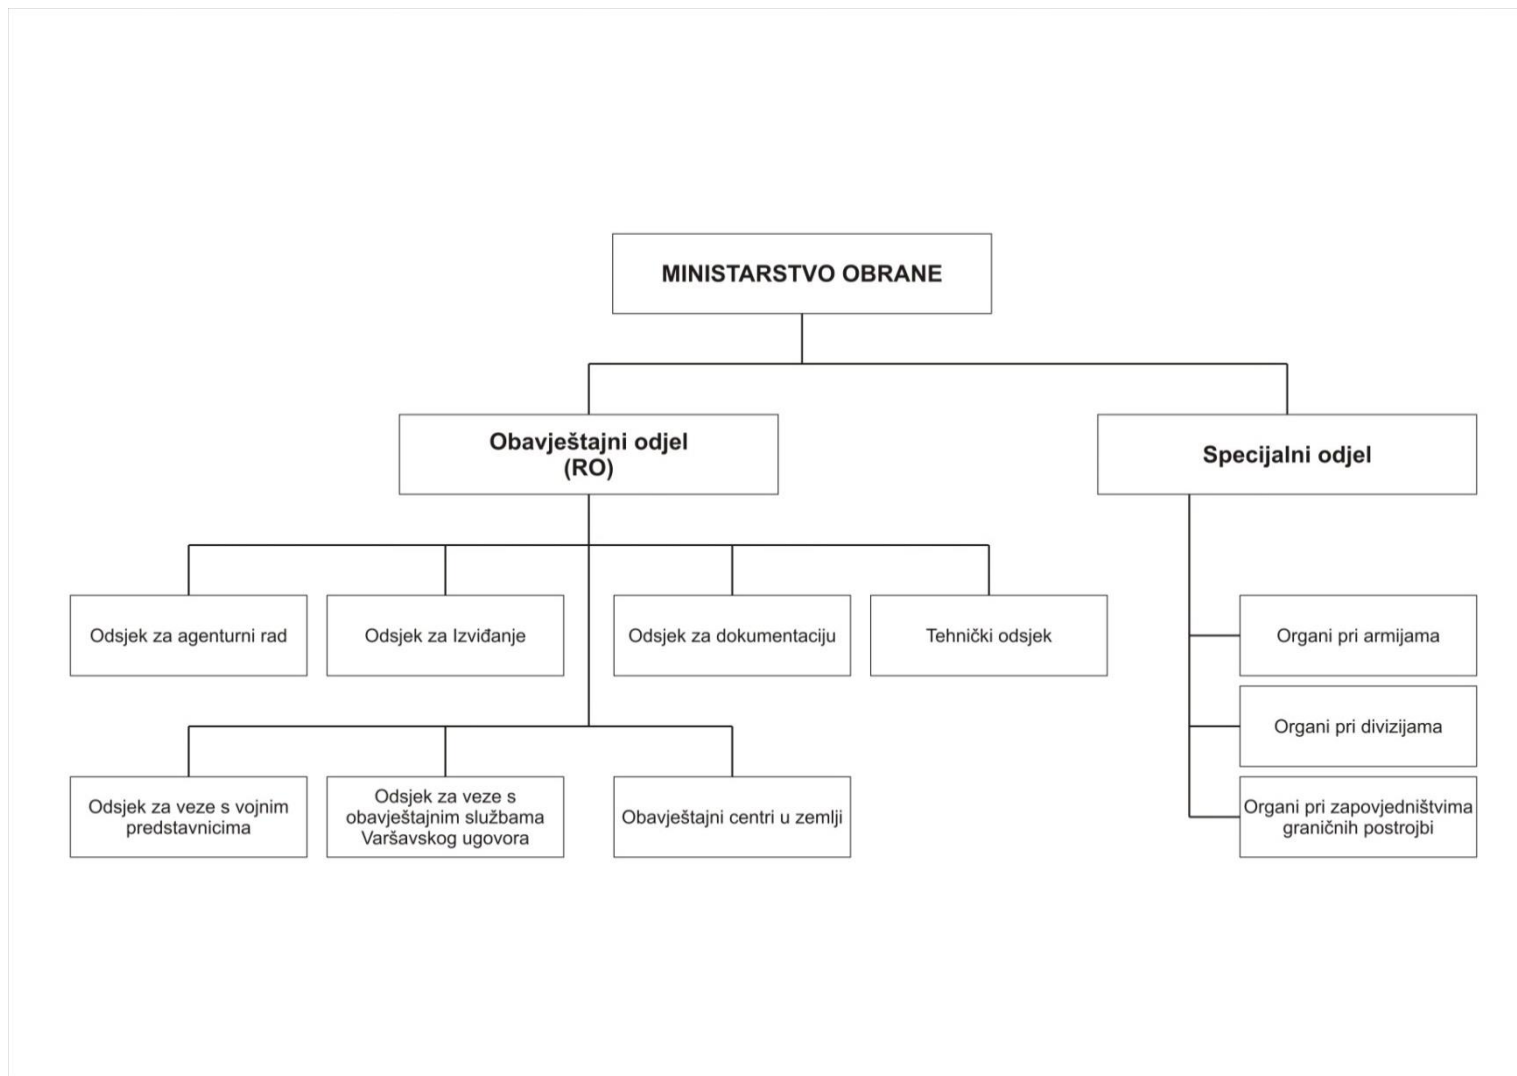 MINISTARSTVO OBRANE
Obavještajni odjel
(RO)
Specijalni odjel
Odsjek za agenturni rad
Odsjek za Izviđanje
Odsjek za dokumentaciju
Tehnički odsjek
Organi pri armijama
Organi pri divizijama
Odsjek za veze s vojnim
predstavnicima
Odsjek za veze s
obavještajnim službama
Varšavskog ugovora
Obavještajni centri u zemlji
Organi pri zapovjedništvima
graničnih postrojbi